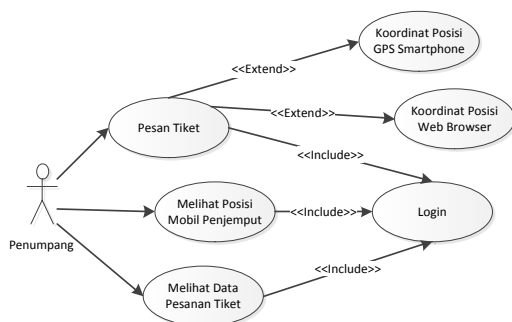 Koordinat Posisi
GPS Smartphone
<<Extend>>
<<Extend>>
Koordinat Posisi
Web Browser
Pesan Tiket
<<Include>>
Melihat Posisi
Mobil Penjemput
<<Include>>
Login
Penumpang
<<Include>>
Melihat Data
Pesanan Tiket